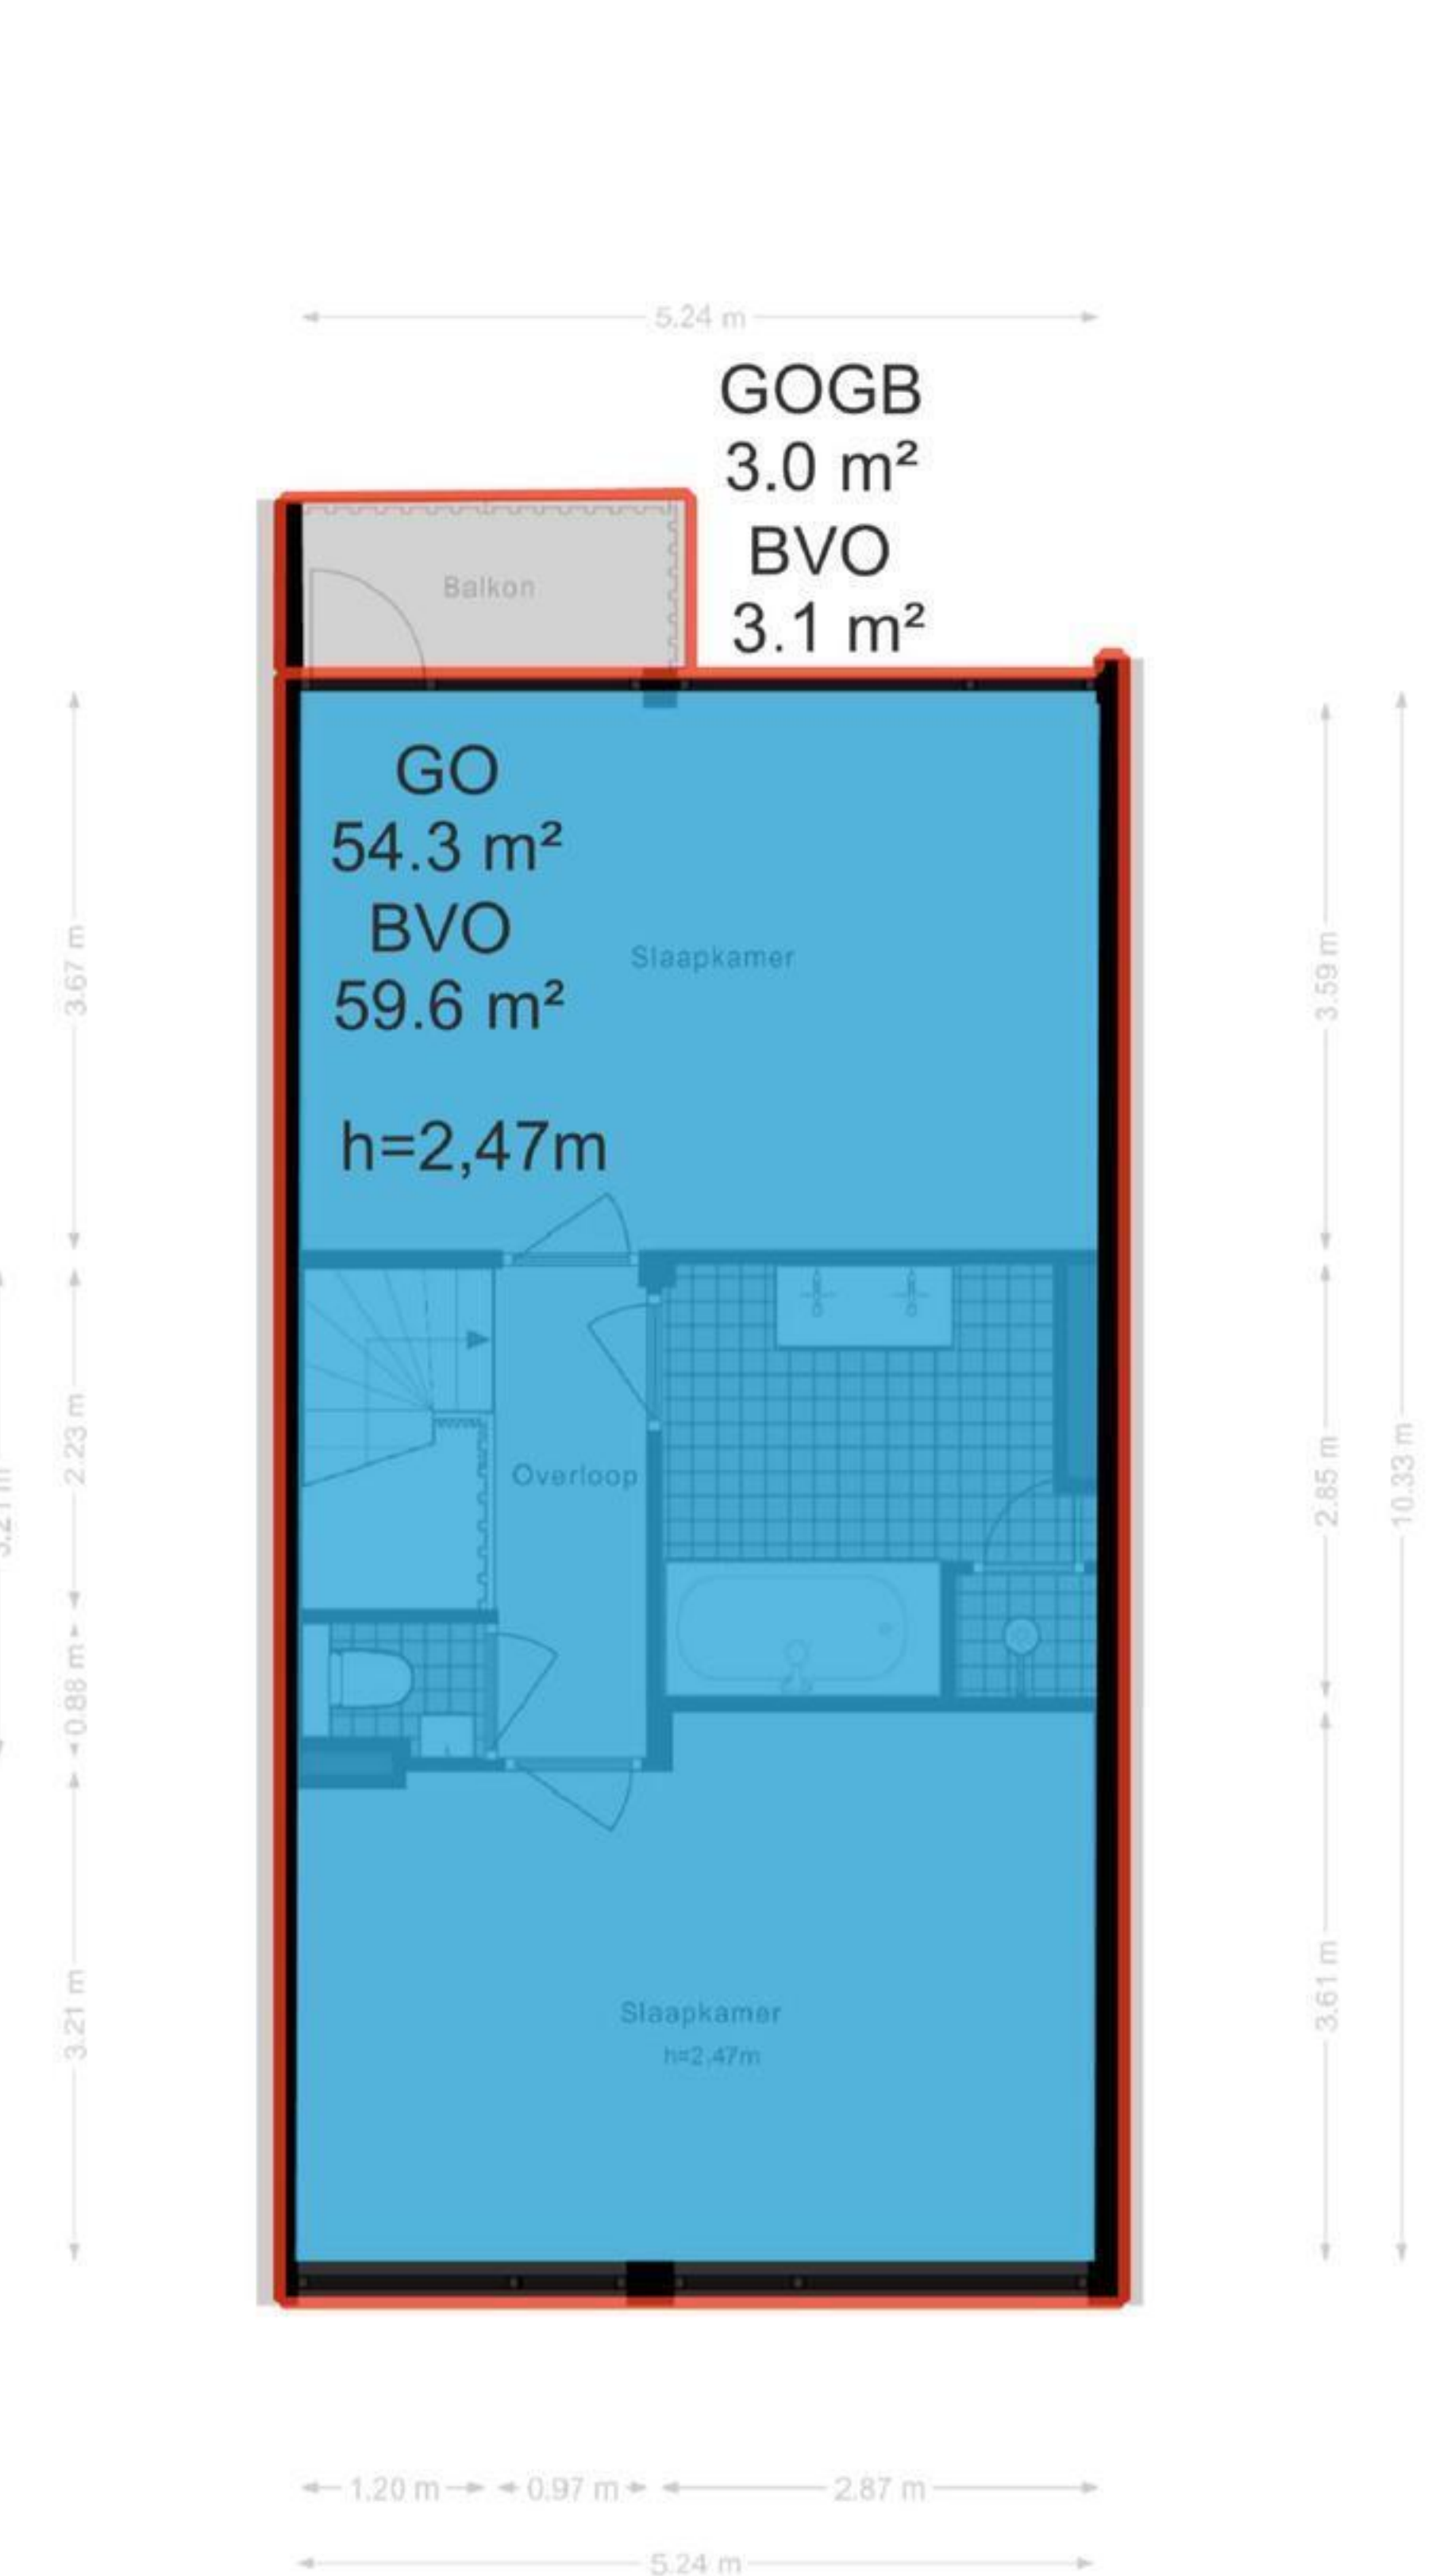 5.24 m
GOGB
3.0 m²
BVO
3.1 m²
Balkon
GO
54.3 m²
BVO
59.6 m²
h=2,47m
Slaapkamer
3.67 m
3.59 m
Overloop
2.23 m
2.85 m
10.33 m
0.88 m
3.21 m
3.61 m
Slaapkamer
h=2.47m
1.20 m
0.97 m
2.87 m
5.24 m